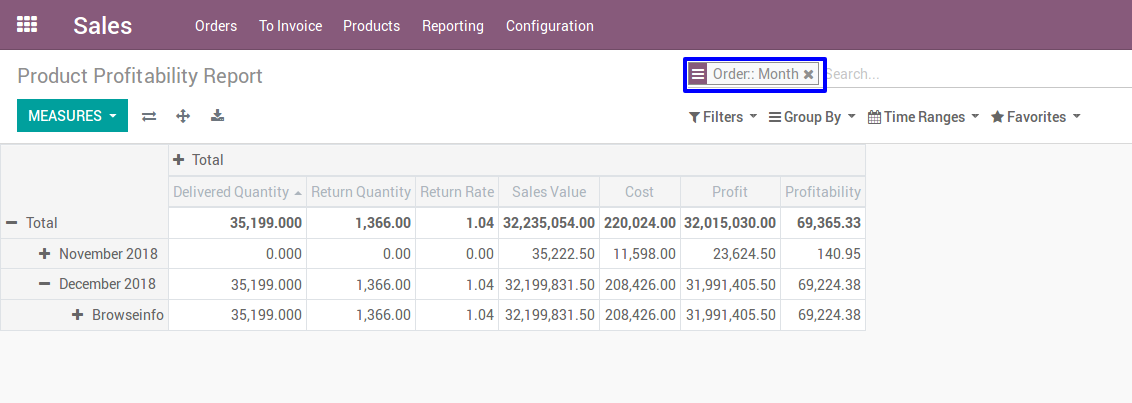 Sales Orders To Invoice Products Reporting Configuration
Product Profitability Report Order:: Month Search...
MEASURES Filters Group By Time Ranges Favorites
Total
Delivered Quantity Return Quantity Return Rate Sales Value Cost Profit Profitability
Total 35,199.000 1,366.00 1.04 32,235,054.00 220,024.00 32,015,030.00 69,365.33
November 2018 0.000 0.00 0.00 35,222.50 11,598.00 23,624.50 140.95
December 2018 35,199.000 1,366.00 1.04 32,199,831.50 208,426.00 31,991,405.50 69,224.38
Browseinfo 35,199.000 1,366.00 1.04 32,199,831.50 208,426.00 31,991,405.50 69,224.38